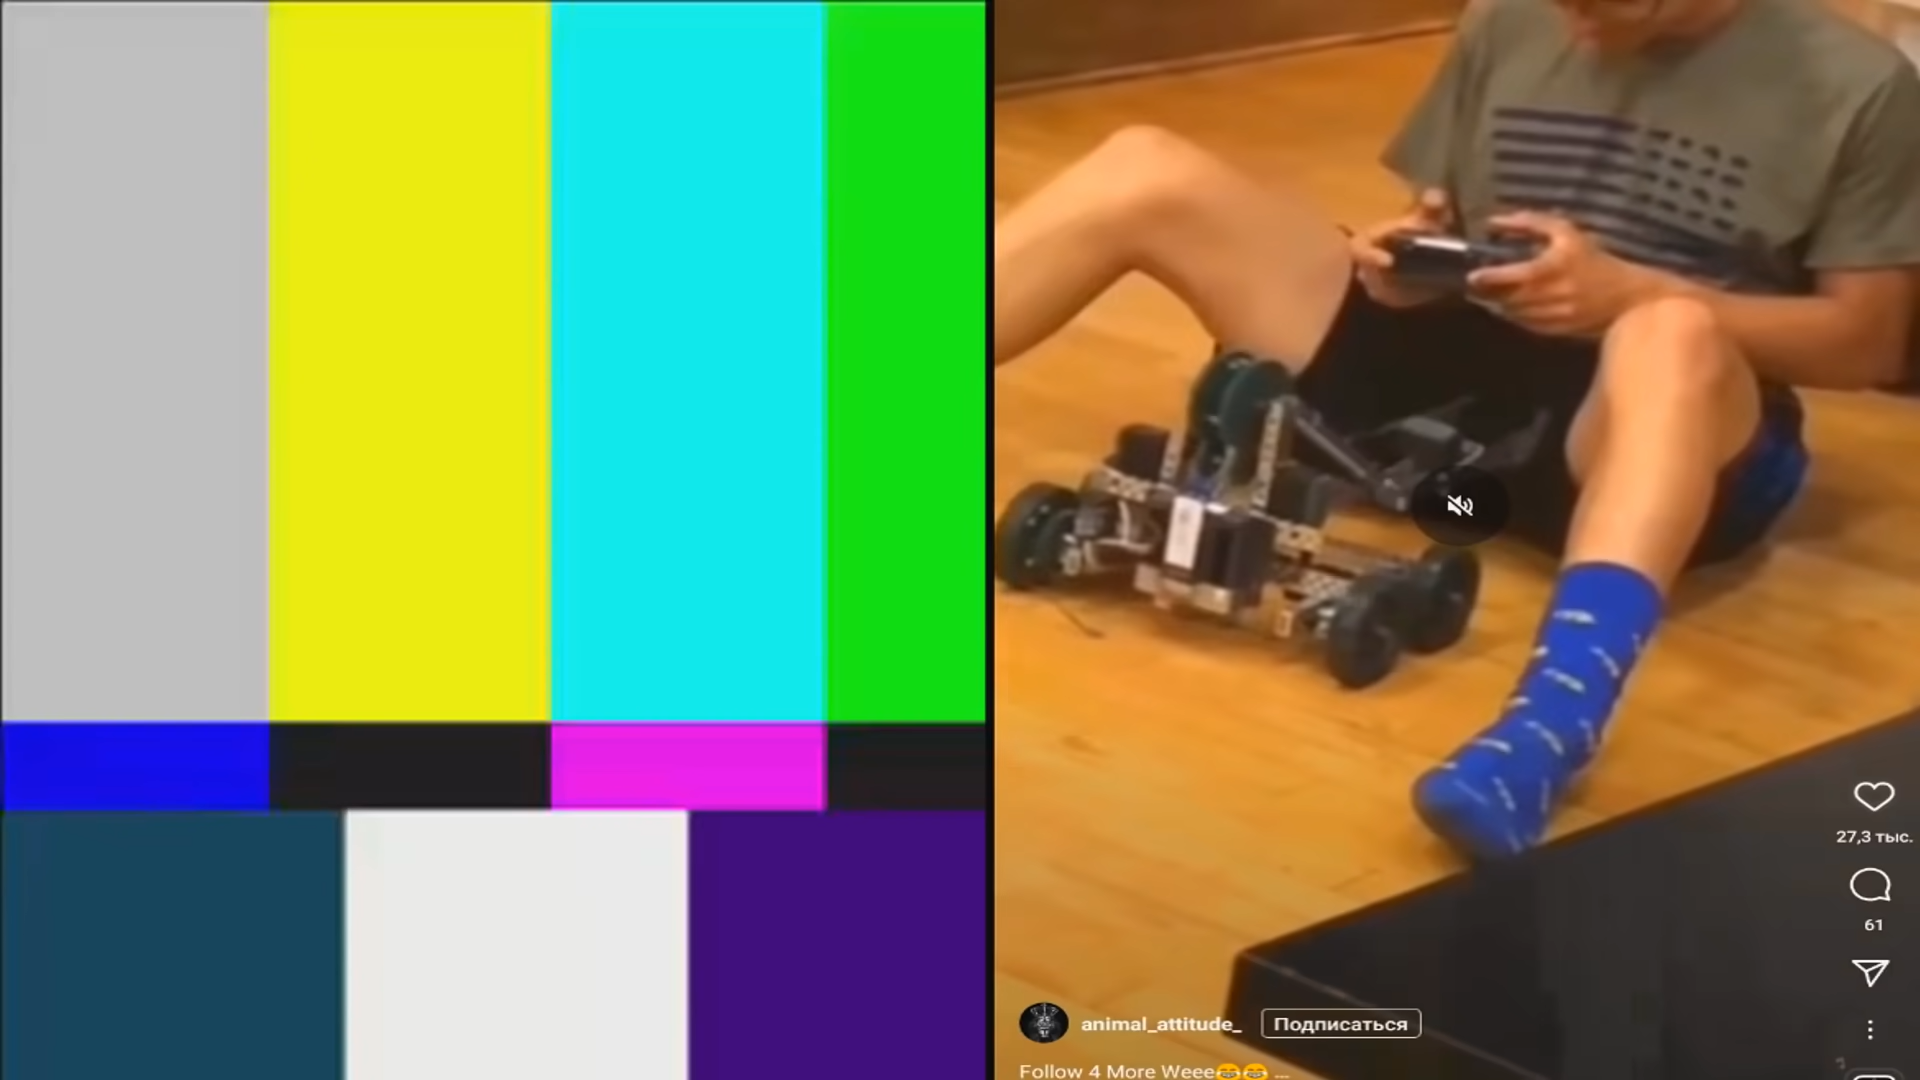 27,3 тыс.
61
animal_attitude_ Подписаться
Follow 4 More Weee😂😂 ...